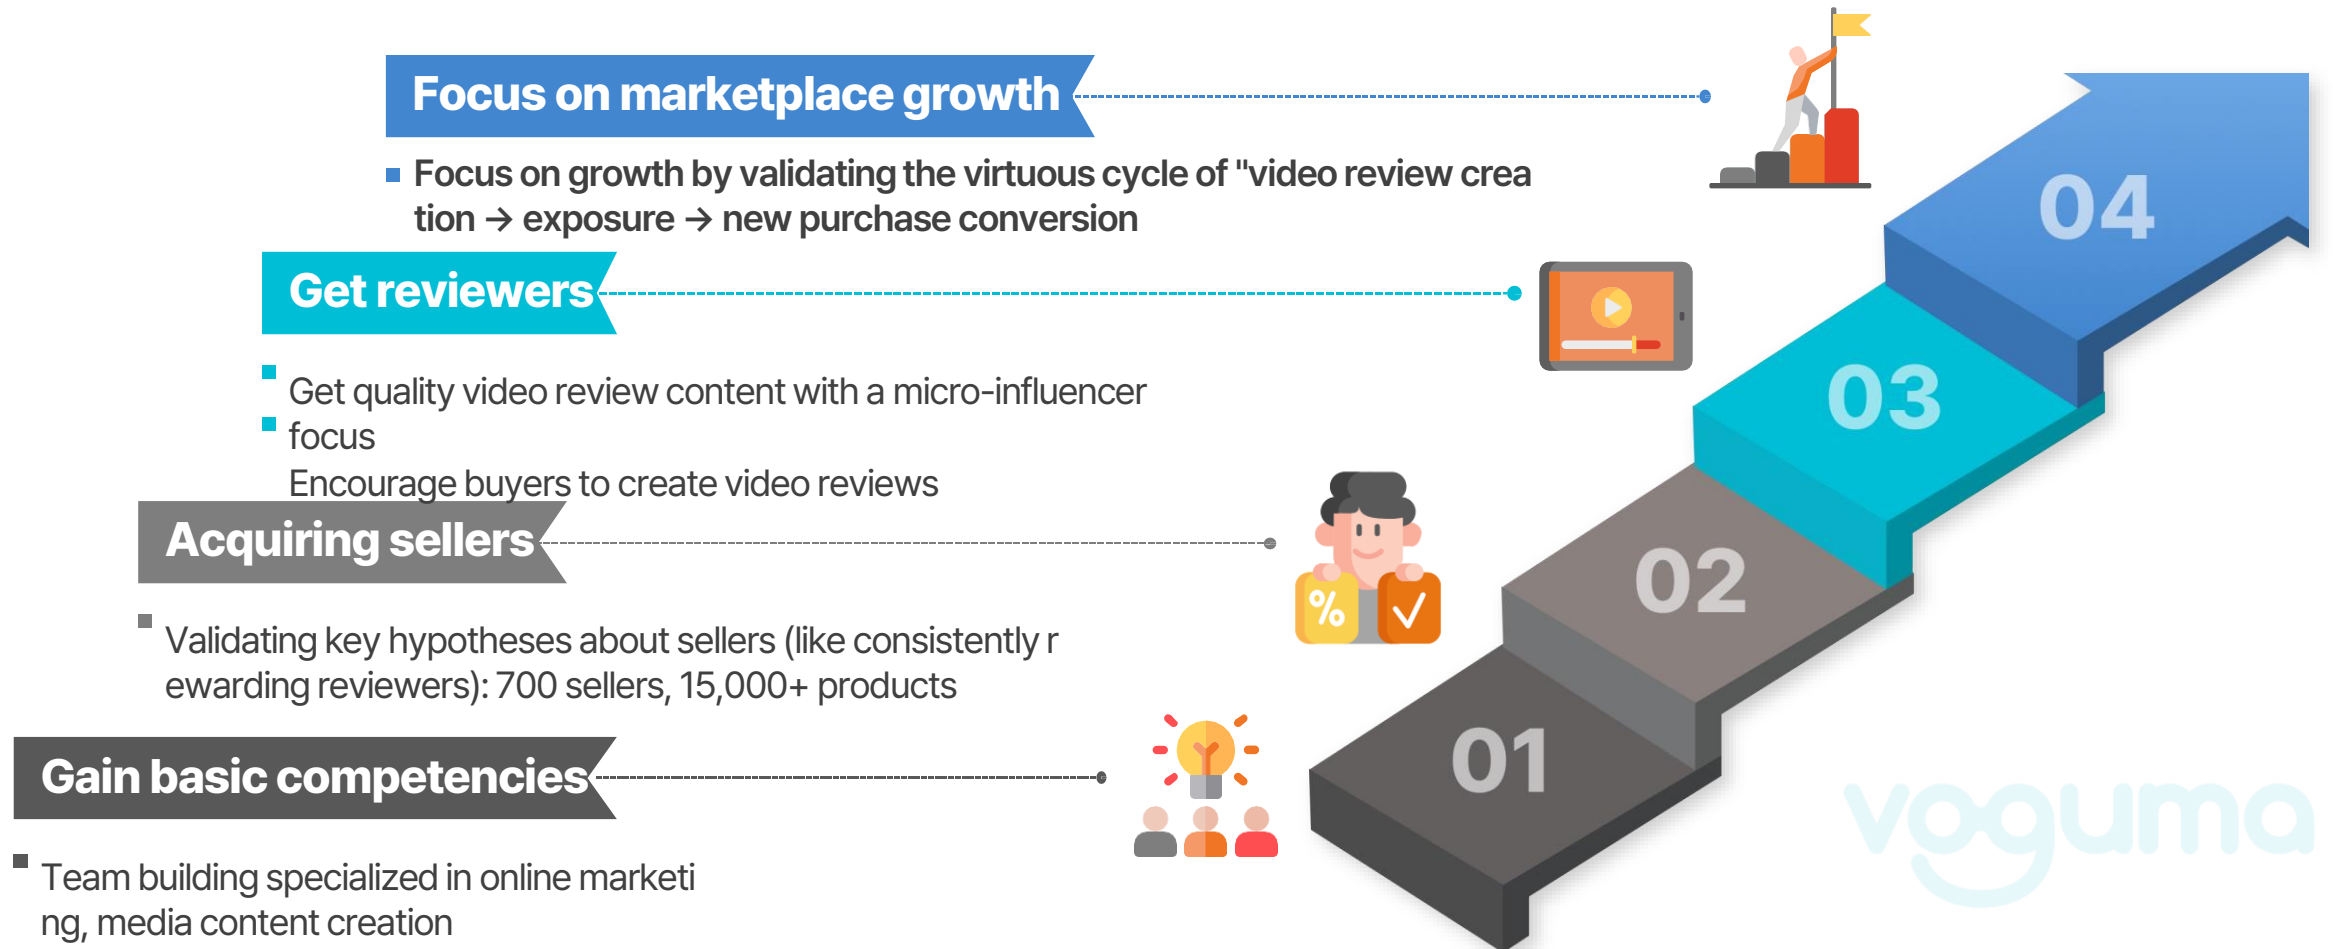 Focus on marketplace growth
Focus on growth by validating the virtuous cycle of "video review crea
tion → exposure → new purchase conversion
Get reviewers
Get quality video review content with a micro-influencer
focus
Encourage buyers to create video reviews
Acquiring sellers
Validating key hypotheses about sellers (like consistently r
ewarding reviewers): 700 sellers, 15,000+ products
Gain basic competencies
Team building specialized in online marketi
ng, media content creation
04
03
02
01
%
voguma